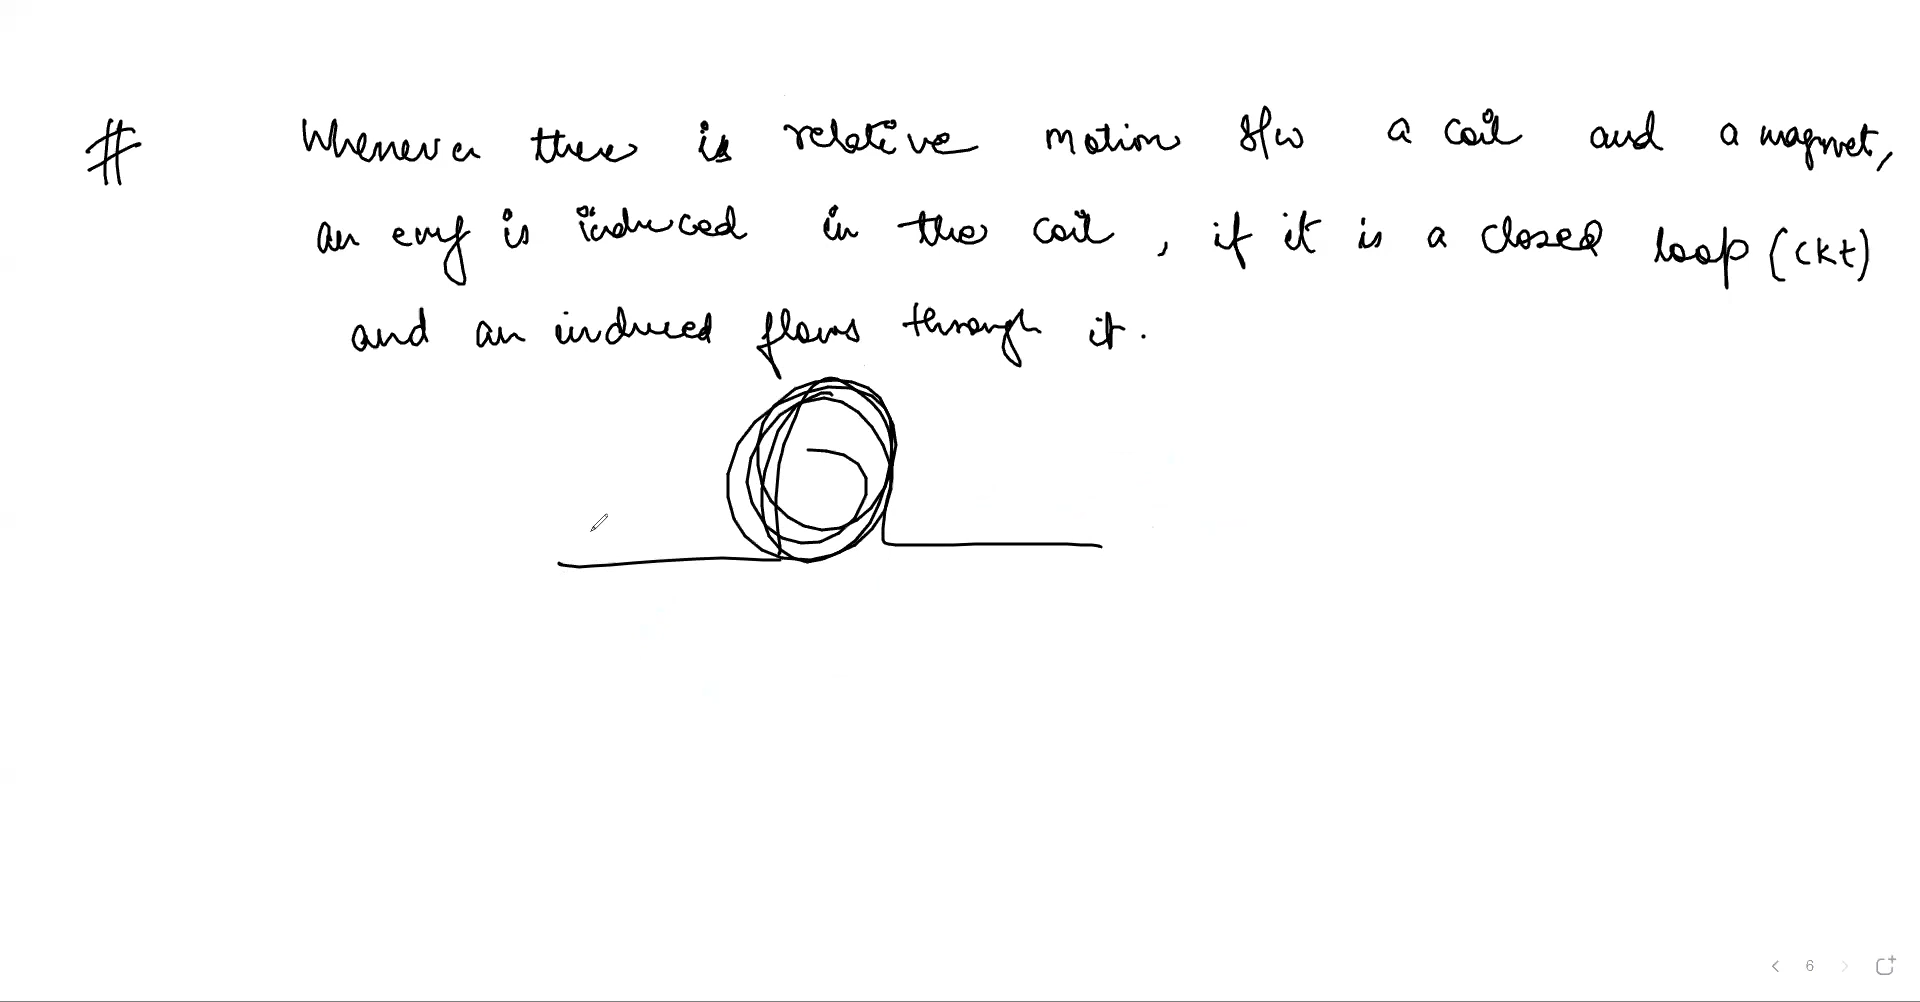 # Whenever there is relative motion b/w a coil and a magnet,
an emf is induced in the coil , if it is a closed loop (ckt)
and an induced flows through it .
6